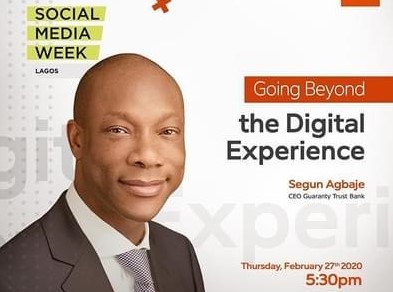 SOCIAL
MEDIA
WEEK
LAGOS
Going Beyond
the Digital
Experience
Segun Agbaje
CEO Guaranty Trust Bank
Thursday, February 27th 2020
5:30pm